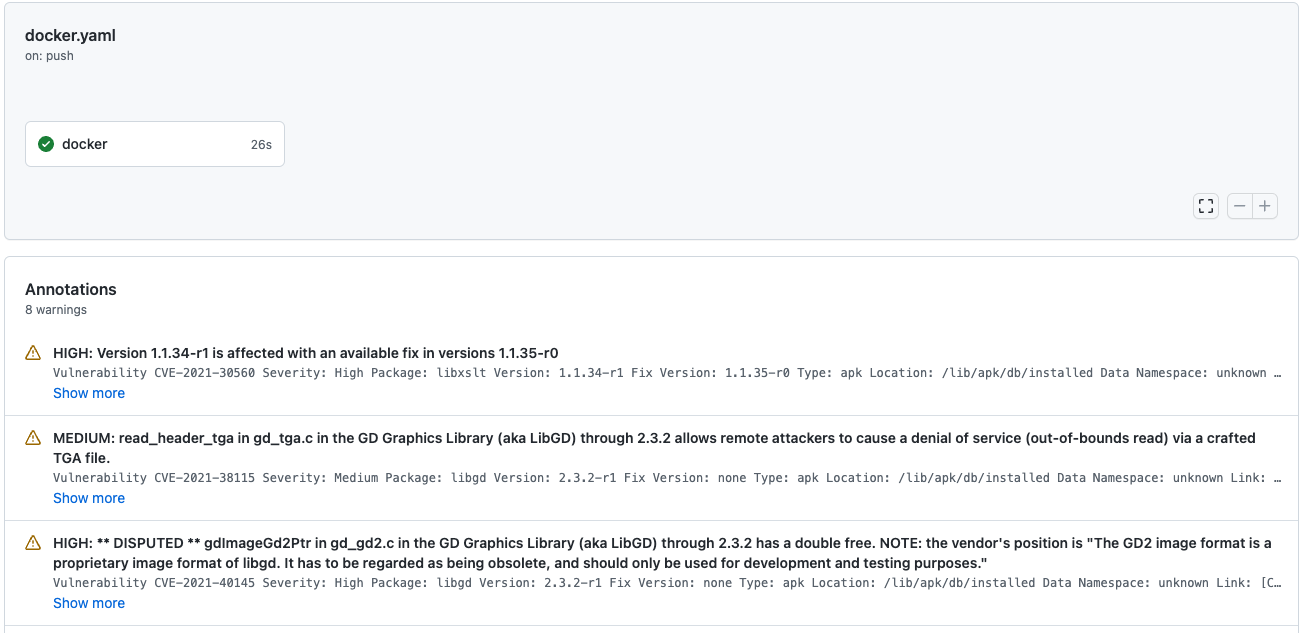 docker.yaml
on: push
docker 26s
Annotations
8 warnings
HIGH: Version 1.1.34-r1 is affected with an available fix in versions 1.1.35-r0
Vulnerability CVE-2021-30560 Severity: High Package: libxslt Version: 1.1.34-r1 Fix Version: 1.1.35-r0 Type: apk Location: /lib/apk/db/installed Data Namespace: unknown …
Show more
MEDIUM: read_header_tga in gd_tga.c in the GD Graphics Library (aka LibGD) through 2.3.2 allows remote attackers to cause a denial of service (out-of-bounds read) via a crafted
TGA file.
Vulnerability CVE-2021-38115 Severity: Medium Package: libgd Version: 2.3.2-r1 Fix Version: none Type: apk Location: /lib/apk/db/installed Data Namespace: unknown Link: …
Show more
HIGH: ** DISPUTED ** gdImageGd2Ptr in gd_gd2.c in the GD Graphics Library (aka LibGD) through 2.3.2 has a double free. NOTE: the vendor's position is "The GD2 image format is a
proprietary image format of libgd. It has to be regarded as being obsolete, and should only be used for development and testing purposes."
Vulnerability CVE-2021-40145 Severity: High Package: libgd Version: 2.3.2-r1 Fix Version: none Type: apk Location: /lib/apk/db/installed Data Namespace: unknown Link: [C…
Show more